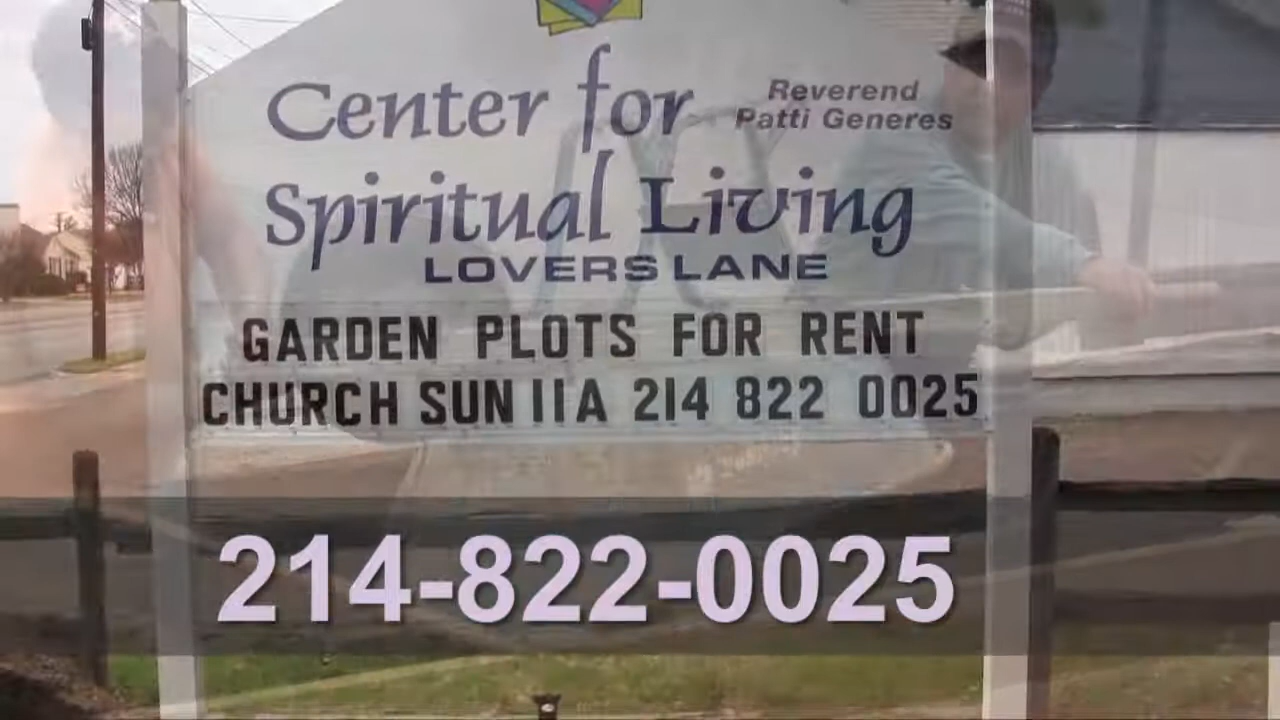 Center for
Reverend
Patti Generes
Spiritual Living
LOVERS LANE
GARDEN PLOTS FOR RENT
CHURCH SUN 11A 214 822 0025
214-822-0025